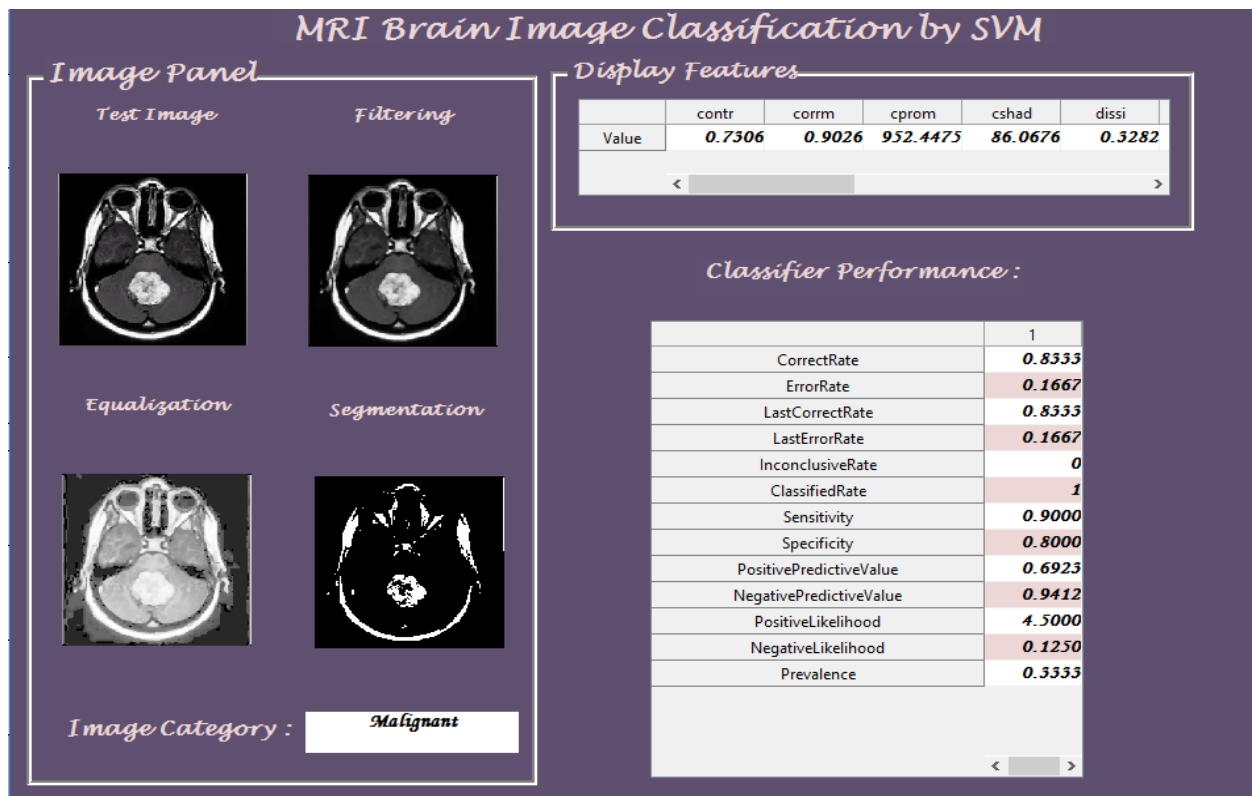 MRI Brain Image Classification by SVM
Image Panel
Test Image
Filtering
Equalization
Segmentation
Image Category :
Malignant
Display Features
contr corrm cprom cshad dissi
Value 0.7306 0.9026 952.4475 86.0676 0.3282
Classifier Performance :
1
CorrectRate 0.8333
ErrorRate 0.1667
LastCorrectRate 0.8333
LastErrorRate 0.1667
InconclusiveRate 0
ClassifiedRate 1
Sensitivity 0.9000
Specificity 0.8000
PositivePredictiveValue 0.6923
NegativePredictiveValue 0.9412
PositiveLikelihood 4.5000
NegativeLikelihood 0.1250
Prevalence 0.3333